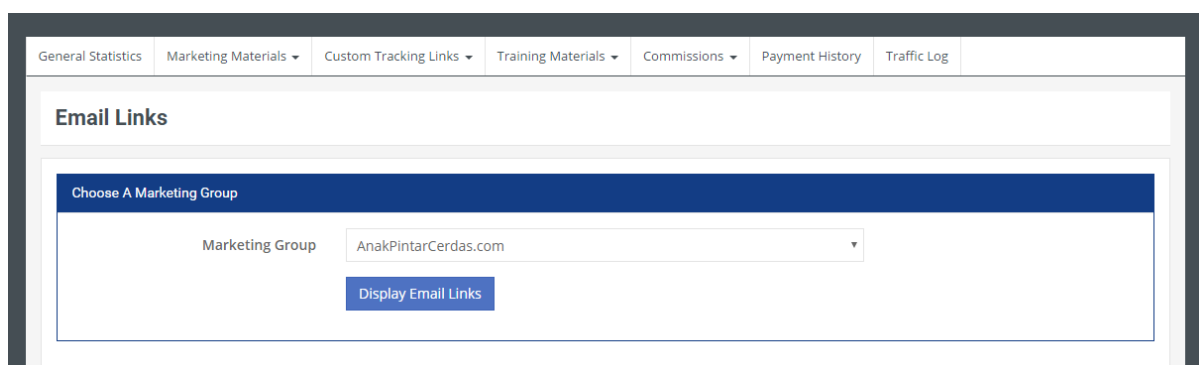 General Statistics Marketing Materials Custom Tracking Links Training Materials Commissions Payment History Traffic Log
Email Links
Choose A Marketing Group
Marketing Group AnakPintarCerdas.com
Display Email Links